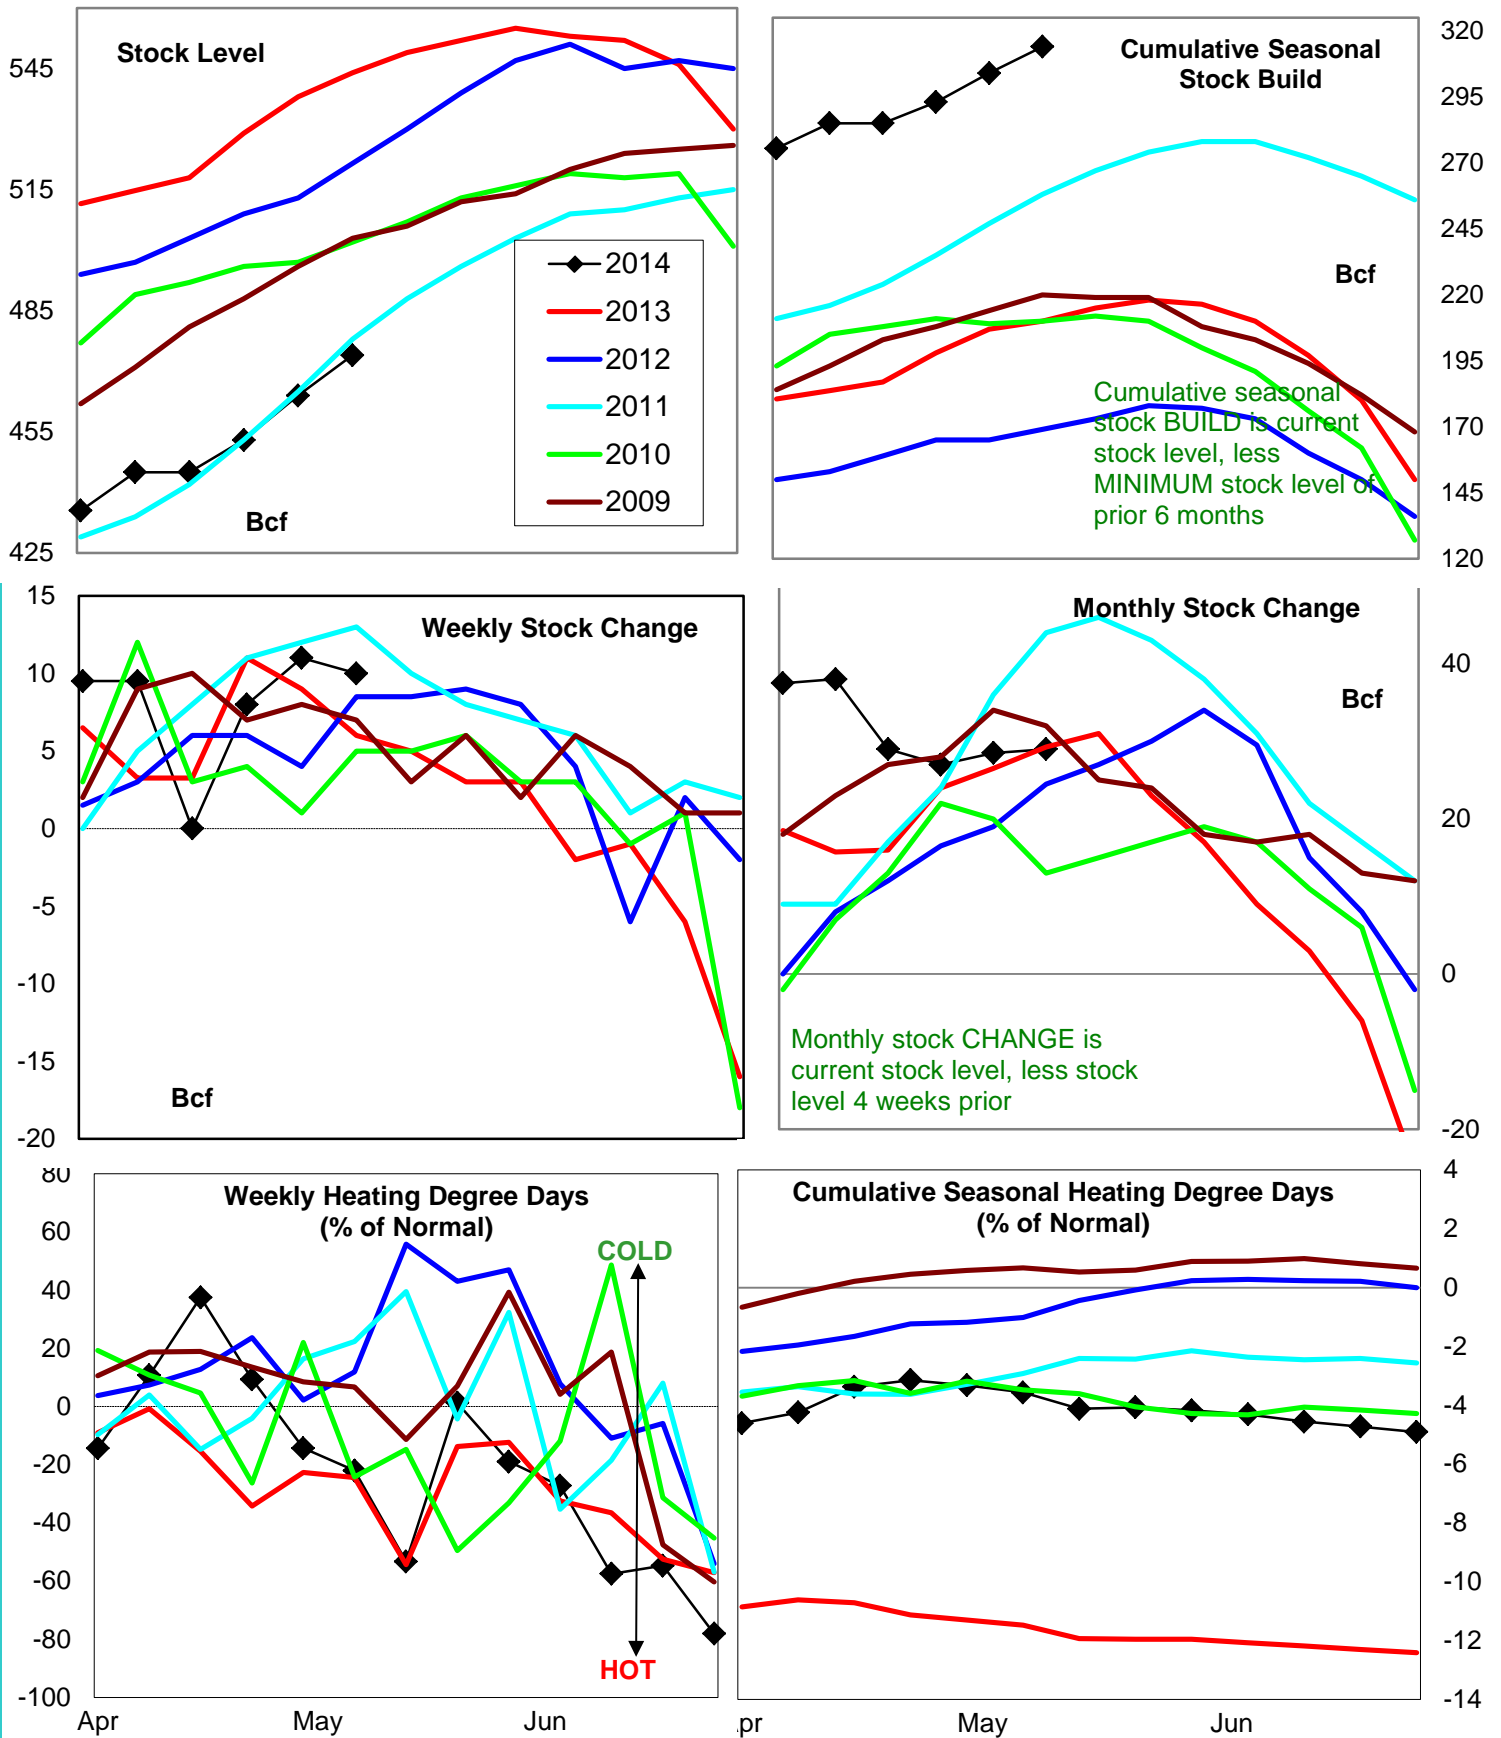 Stock Level
545
515
485
455
425
2014
2013
2012
2011
2010
2009
Bcf
Cumulative Seasonal
Stock Build
Bcf
Cumulative seasonal
stock BUILD is current
stock level, less
MINIMUM stock level of
prior 6 months
320
295
270
245
220
195
170
145
120
Weekly Stock Change
15
10
5
0
-5
-10
-15
-20
Bcf
Monthly Stock Change
Bcf
40
20
0
-20
Monthly stock CHANGE is
current stock level, less stock
level 4 weeks prior
Weekly Heating Degree Days
(% of Normal)
COLD
HOT
80
60
40
20
0
-20
-40
-60
-80
-100
Apr May Jun
Cumulative Seasonal Heating Degree Days
(% of Normal)
4
2
0
-2
-4
-6
-8
-10
-12
-14
pr May Jun